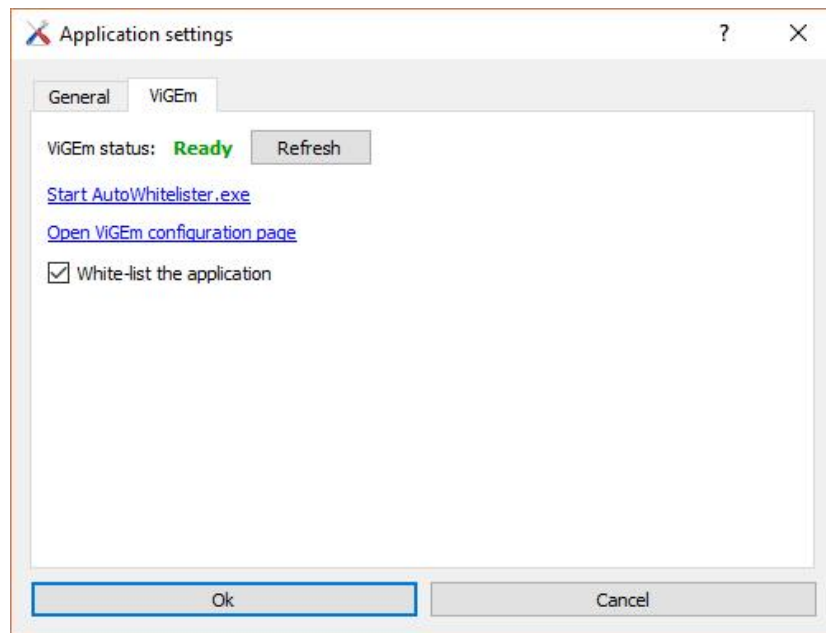 Application settings
General ViGEm
ViGEm status: Ready Refresh
Start AutoWhitelister.exe
Open ViGEm configuration page
White-list the application
Ok Cancel